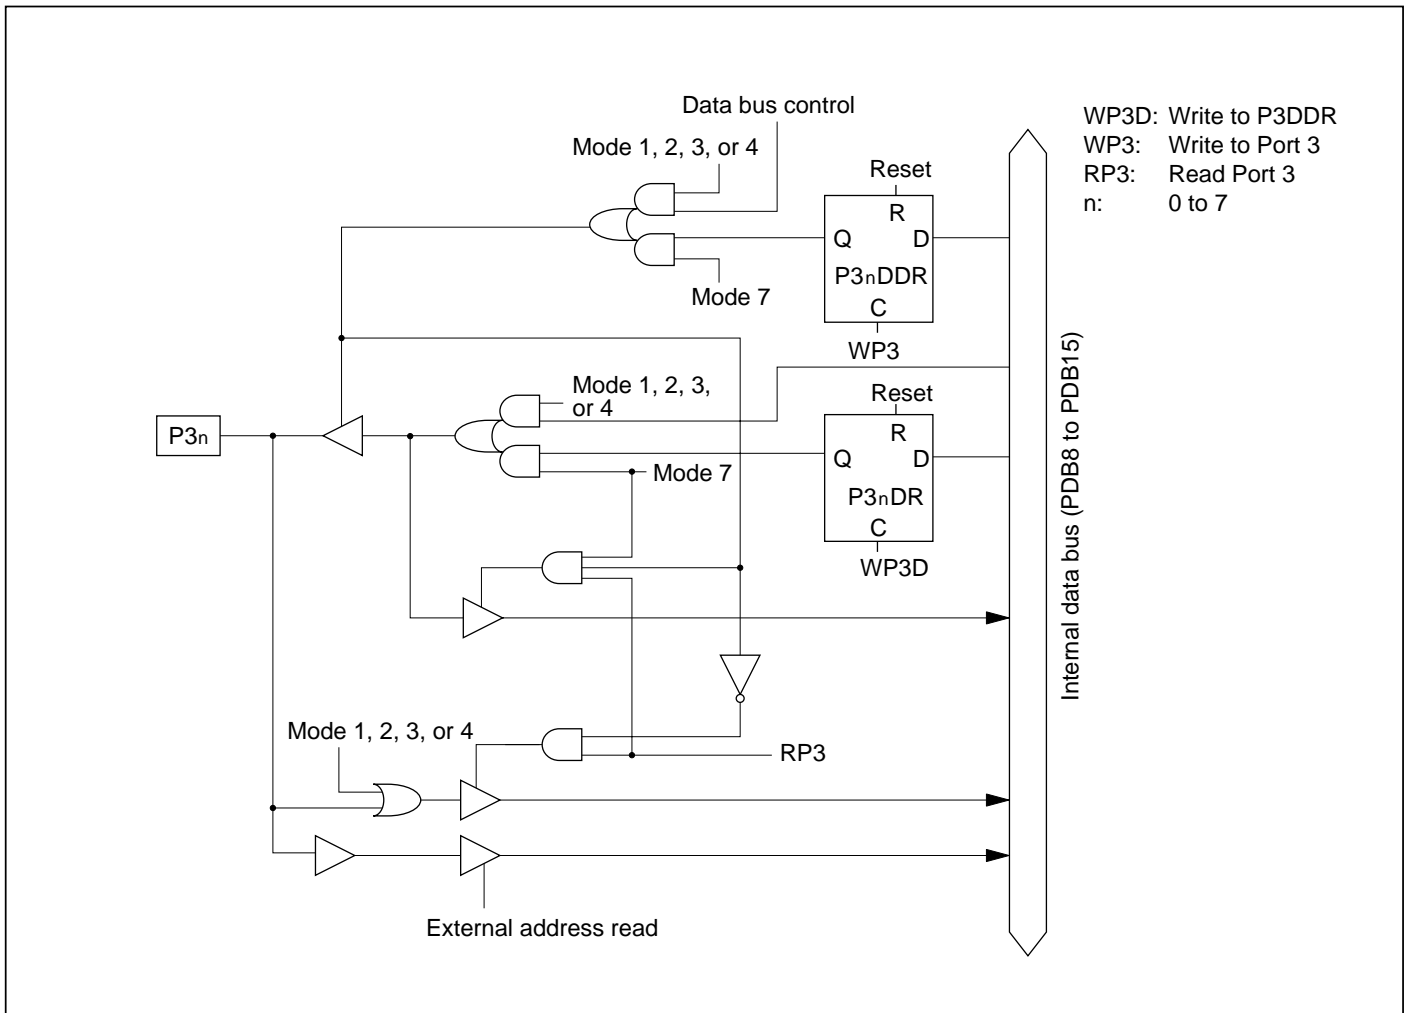 Data bus control
Mode 1, 2, 3, or 4
WP3D: Write to P3DDR
WP3: Write to Port 3
RP3: Read Port 3
n: 0 to 7
Reset
R
Q D
P3nDDR
C
WP3
Mode 7
Mode 1, 2, 3,
or 4
Reset
R
Q D
P3nDR
C
WP3D
P3n
Mode 7
Internal data bus (PDB8 to PDB15)
Mode 1, 2, 3, or 4
RP3
External address read